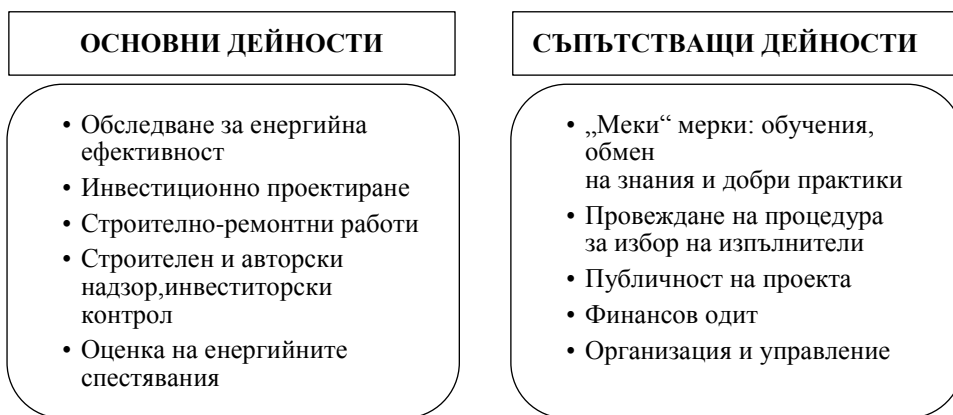 ОСНОВНИ ДЕЙНОСТИ
• Обследване за енергийна
ефективност
• Инвестиционно проектиране
• Строително-ремонтни работи
• Строителен и авторски
надзор,инвеститорски
контрол
• Оценка на енергийните
спестявания
СЪПЪТСТВАЩИ ДЕЙНОСТИ
• „Меки“ мерки: обучения,
обмен
на знания и добри практики
• Провеждане на процедура
за избор на изпълнители
• Публичност на проекта
• Финансов одит
• Организация и управление